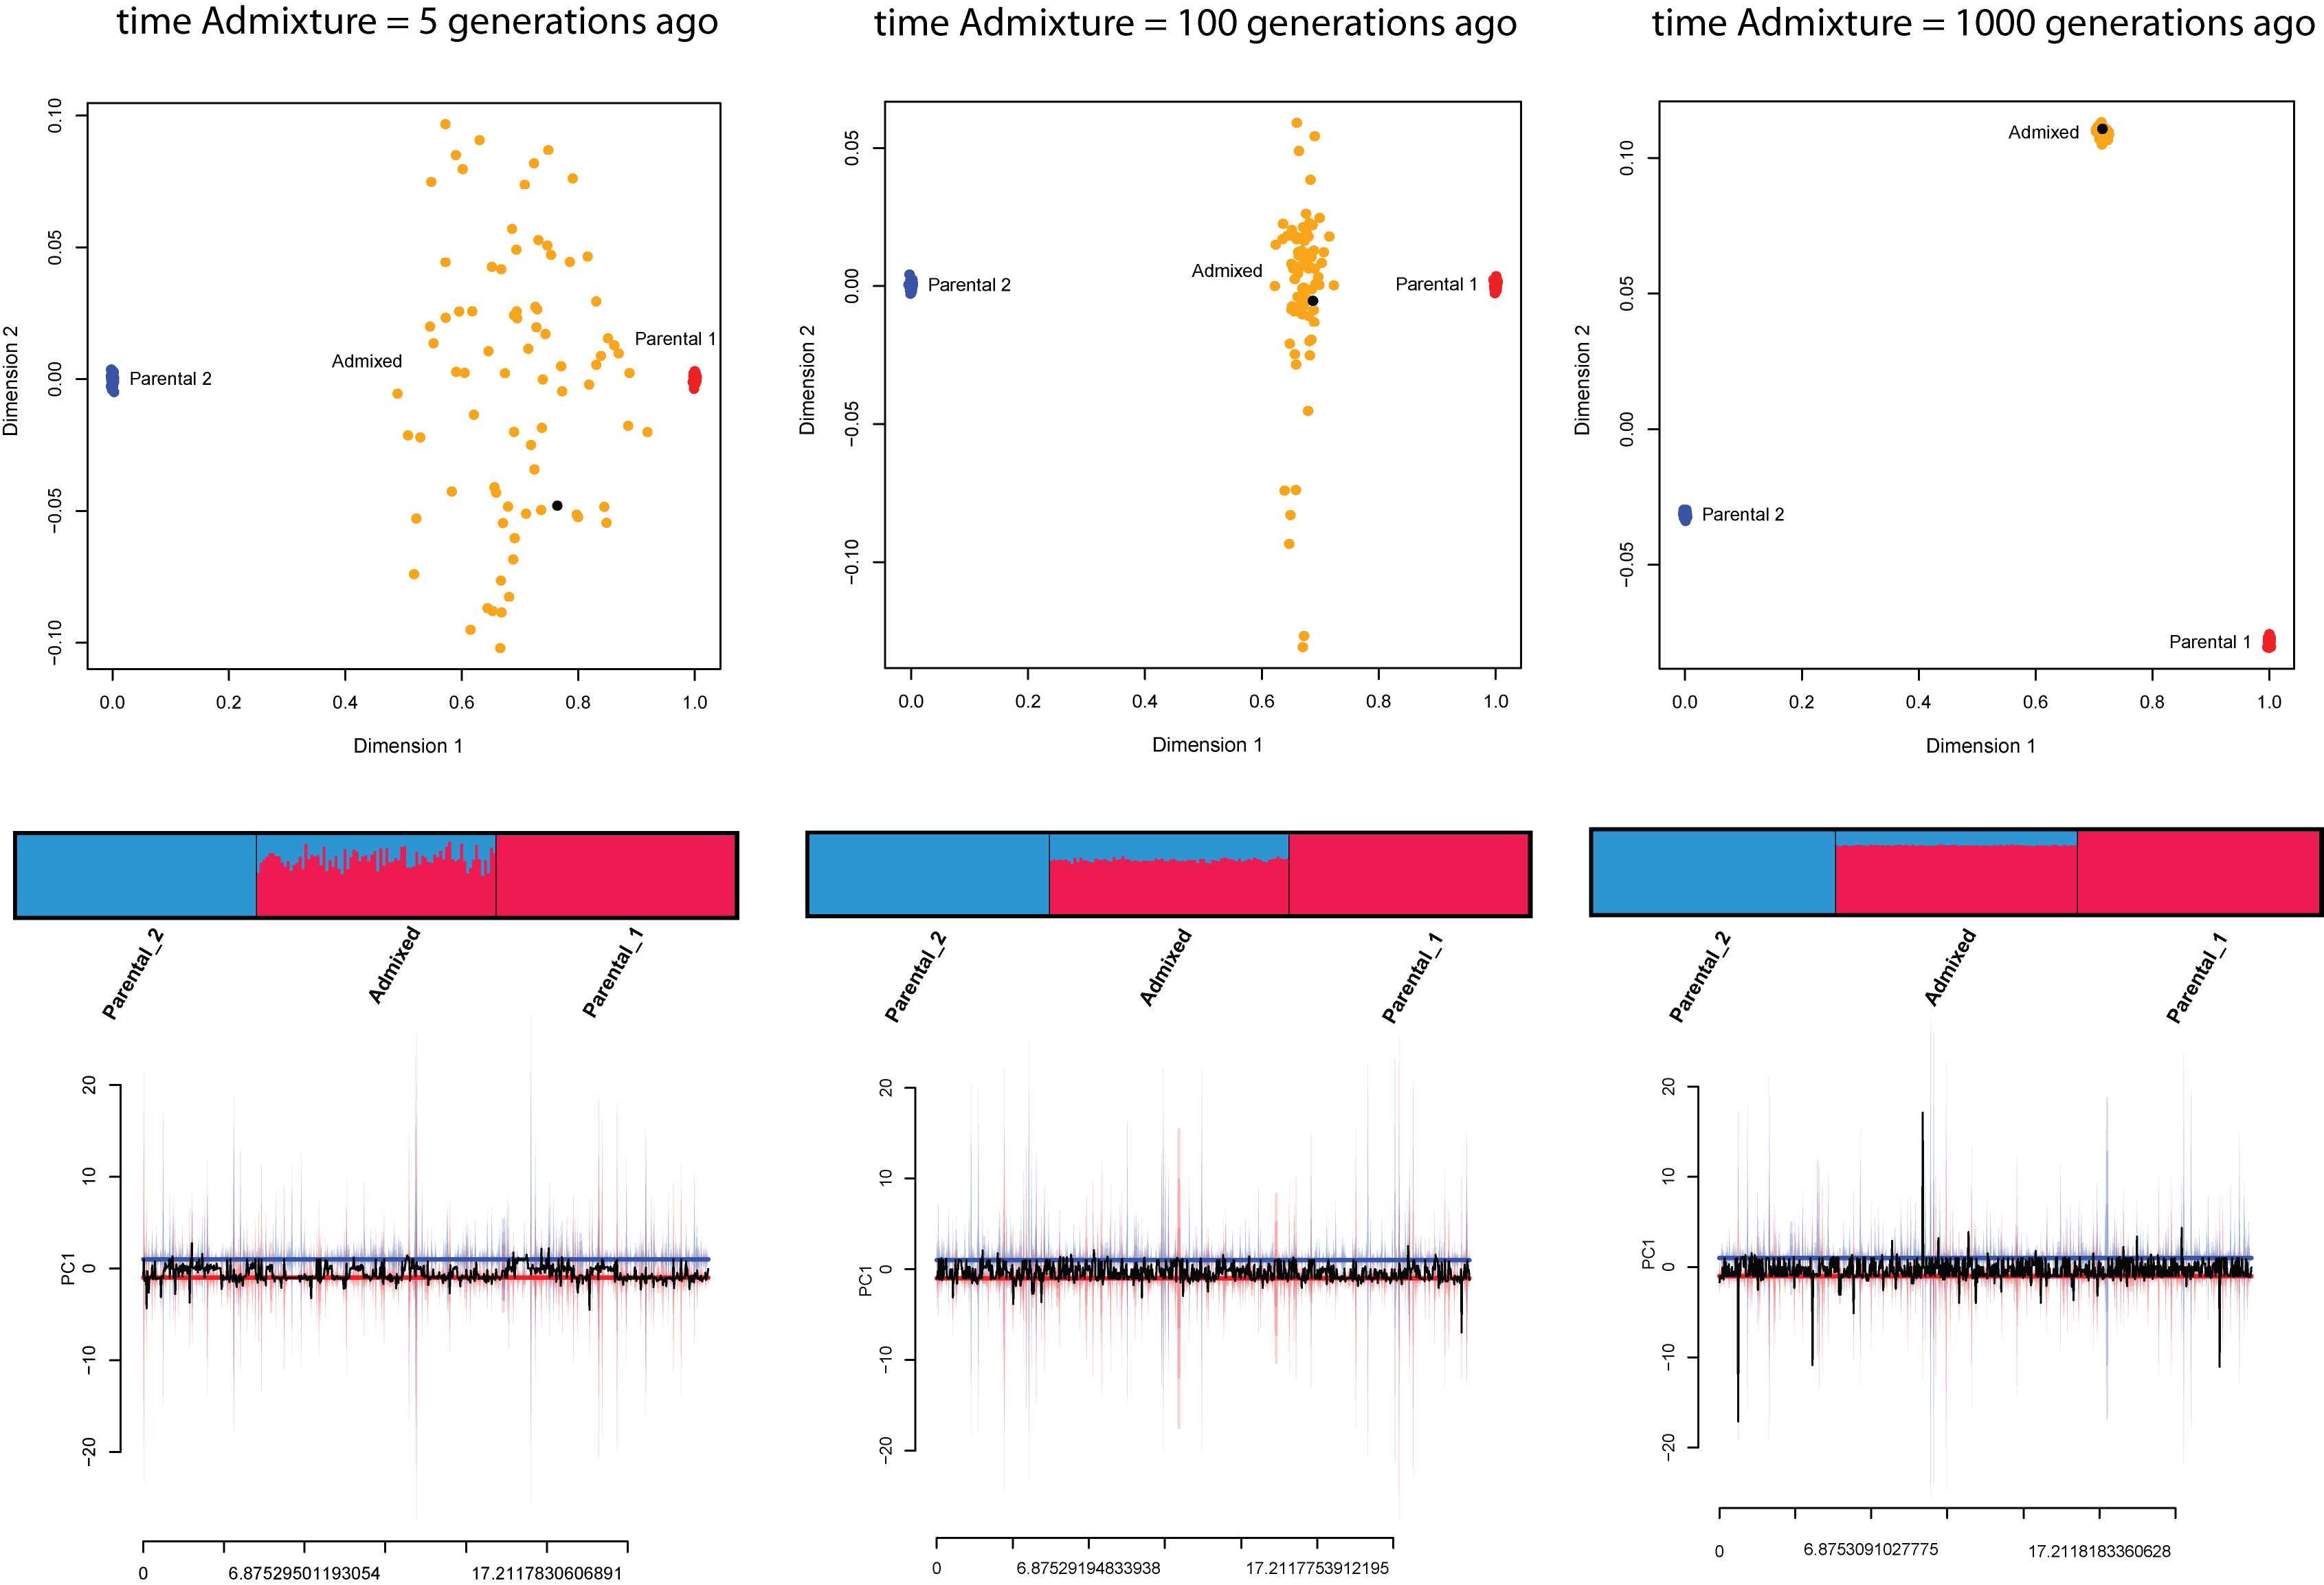 time Admixture = 5 generations ago
time Admixture = 100 generations ago
time Admixture = 1000 generations ago
0.10
0.05
0.00
−0.05
−0.10
Dimension 2
Parental 2
Admixed
Parental 1
0.0 0.2 0.4 0.6 0.8 1.0
Dimension 1
0.05
0.00
−0.05
−0.10
Dimension 2
Parental 2
Admixed
Parental 1
0.0 0.2 0.4 0.6 0.8 1.0
Dimension 1
0.10
0.05
0.00
−0.05
Dimension 2
Admixed
Parental 2
Parental 1
0.0 0.2 0.4 0.6 0.8 1.0
Dimension 1
Parental_2
Admixed
Parental_1
Parental_2
Admixed
Parental_1
Parental_2
Admixed
Parental_1
20
10
0
−10
−20
PC1
0 6.87529501193054 17.2117830606891
20
10
0
−10
−20
PC1
0 6.87529194833938 17.2117753912195
20
10
0
−10
−20
PC1
0 6.8753091027775 17.2118183360628